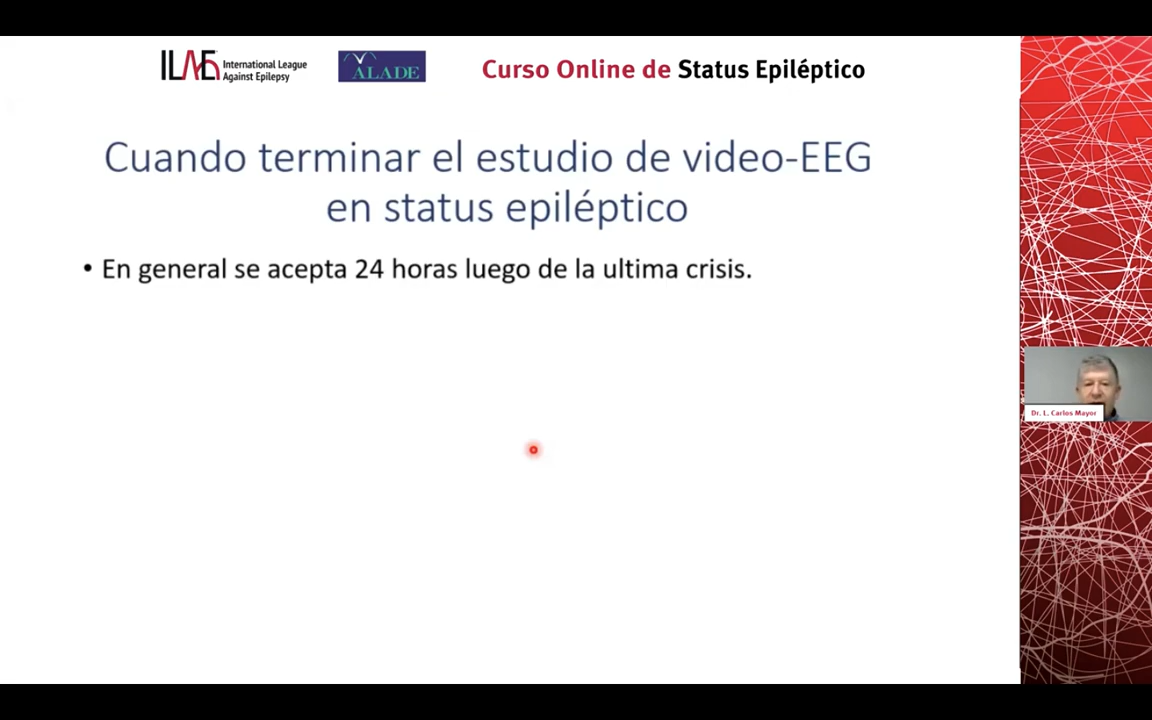 ILAE International League
Against Epilepsy
ALADE
Curso Online de Status Epiléptico
Cuando terminar el estudio de video-EEG
en status epiléptico
• En general se acepta 24 horas luego de la ultima crisis.
Dr. L. Carlos Mayor